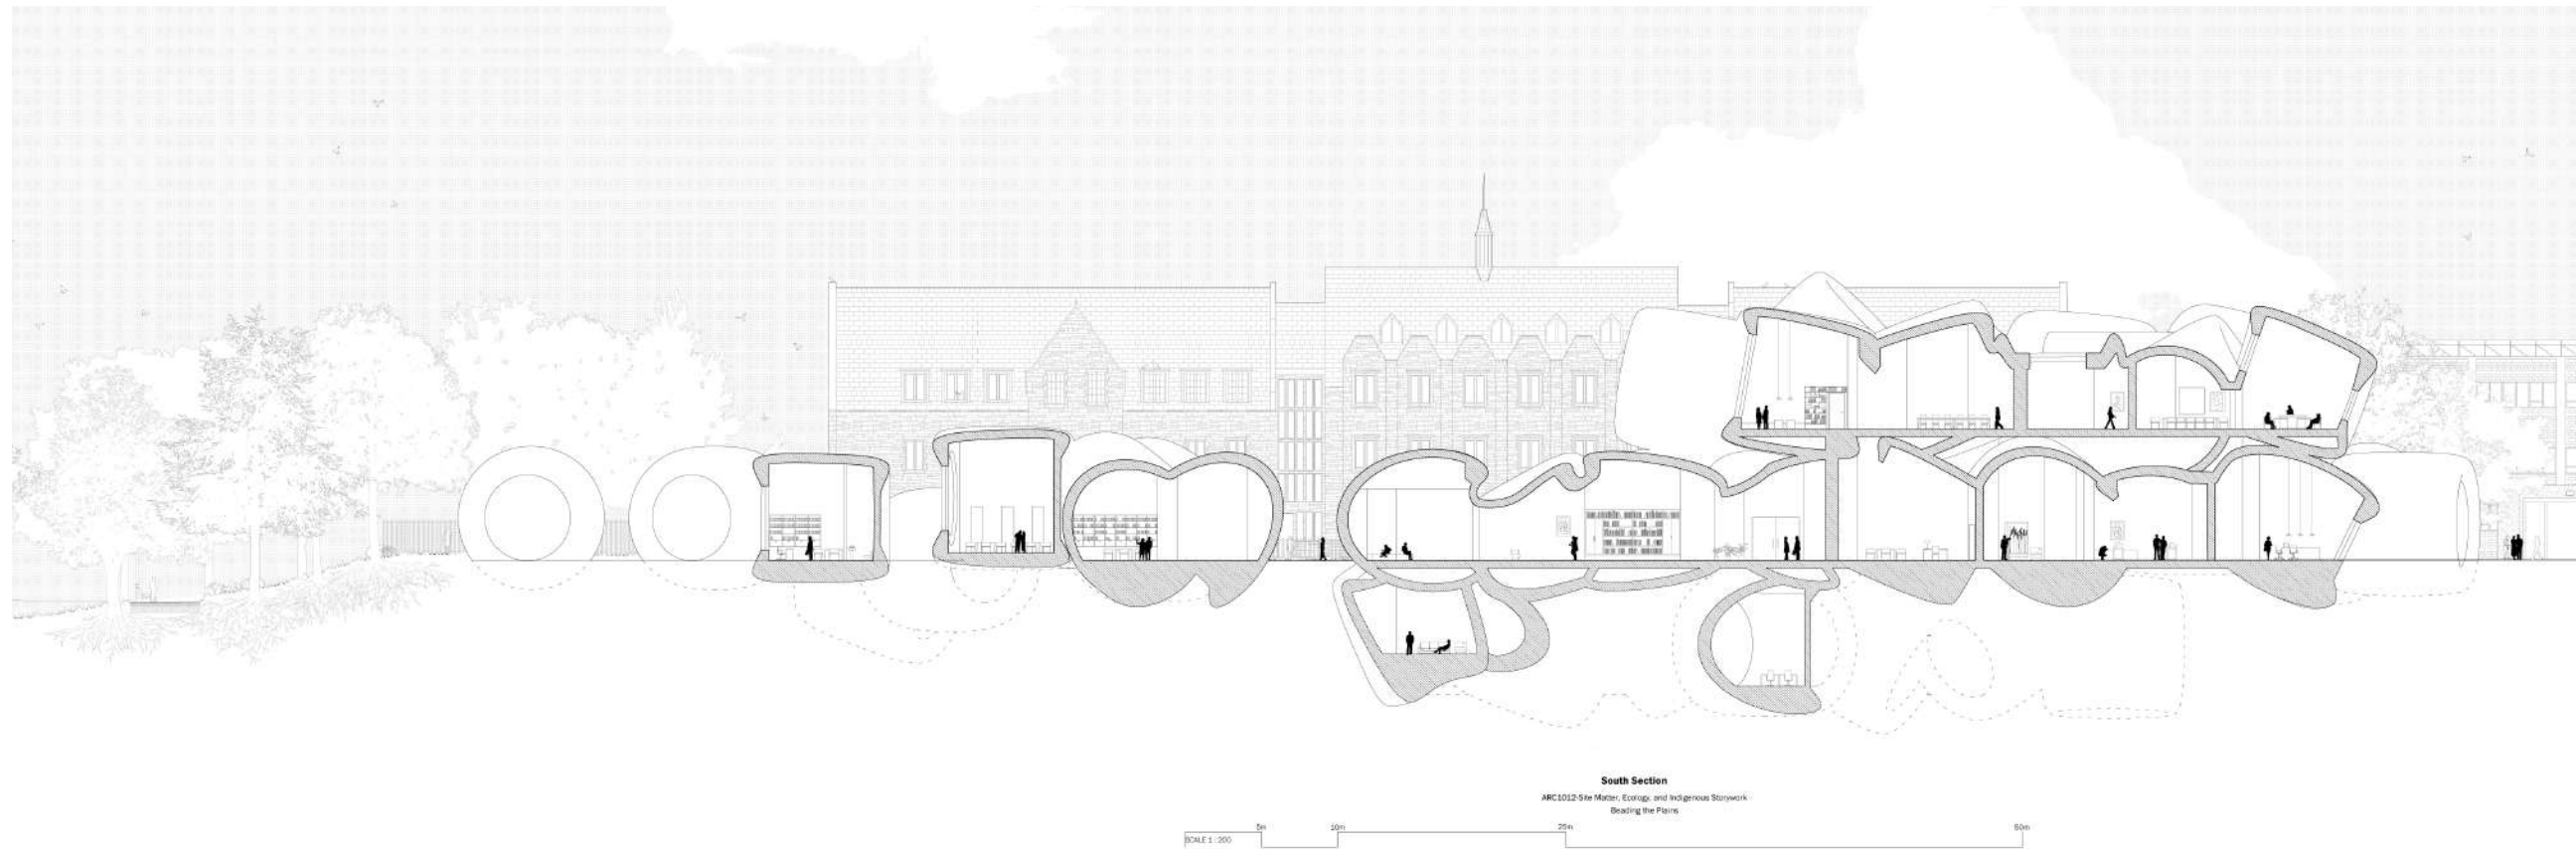 South Section
ARC1012-Site Matter, Ecology, and Indigenous Storywork
Beading the Plains
SCALE 1 : 200
5m
10m
25m
50m